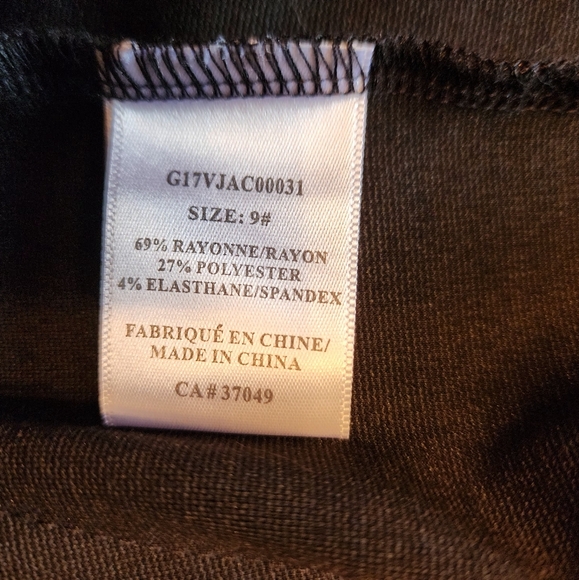 G17VJAC00031
SIZE: 9#
69% RAYONNE/RAYON
27% POLYESTER
4% ELASTHANE/SPANDEX
FABRIQUÉ EN CHINE/
MADE IN CHINA
CA# 37049